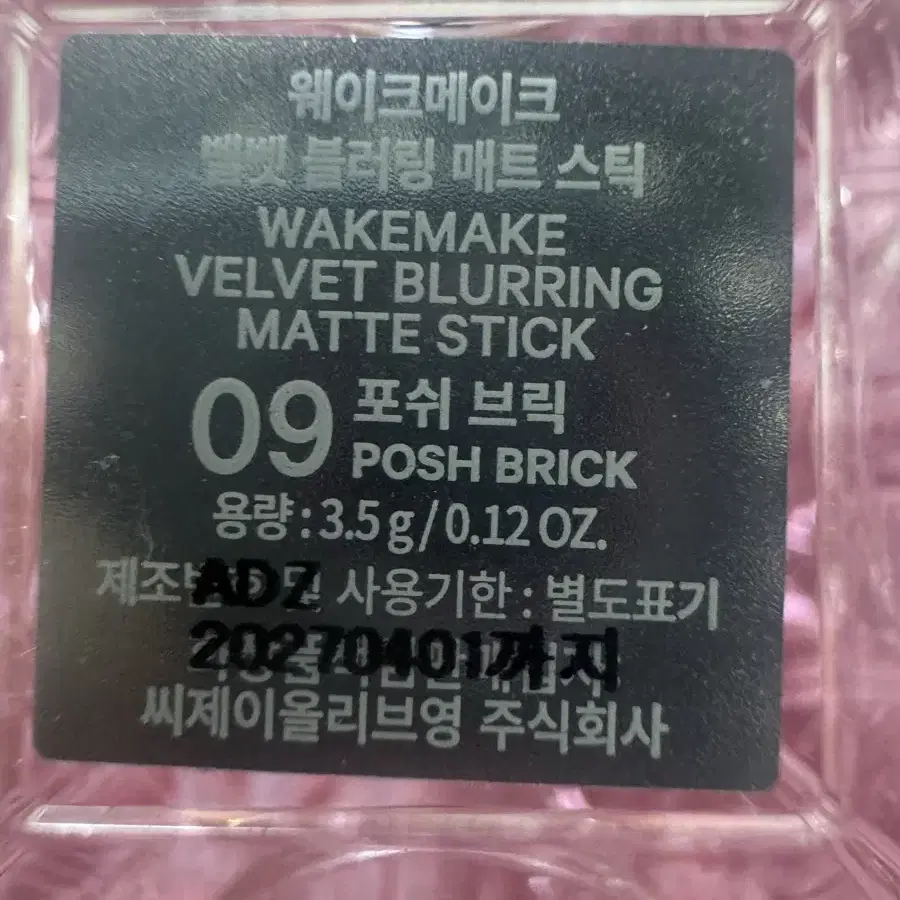 웨이크메이크
벨벳 블러링 매트 스틱
WAKEMAKE
VELVET BLURRING
MATTE STICK
09 포쉬 브릭
POSH BRICK
용량:3.5g/0.12OZ.
사용기한:별도표기
ADZ
20270401까지
씨제이올리브영 주식회사